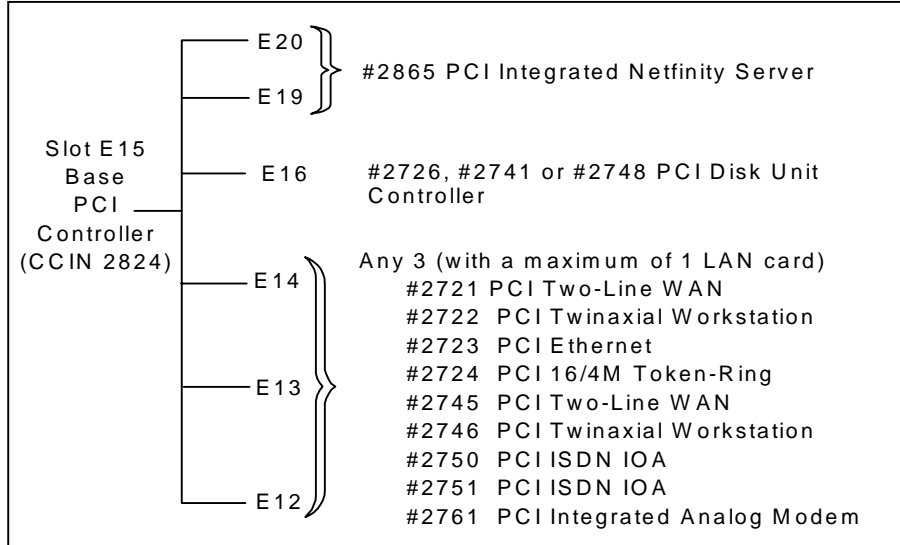 E20
#2865 PCI Integrated Netfinity Server
E19
Slot E15
Base
PCI
Controller
(CCIN 2824)
E16
#2726, #2741 or #2748 PCI Disk Unit
Controller
E14
E13
E12
Any 3 (with a maximum of 1 LAN card)
#2721 PCI Two-Line WAN
#2722 PCI Twinaxial Workstation
#2723 PCI Ethernet
#2724 PCI 16/4M Token-Ring
#2745 PCI Two-Line WAN
#2746 PCI Twinaxial Workstation
#2750 PCI ISDN IOA
#2751 PCI ISDN IOA
#2761 PCI Integrated Analog Modem